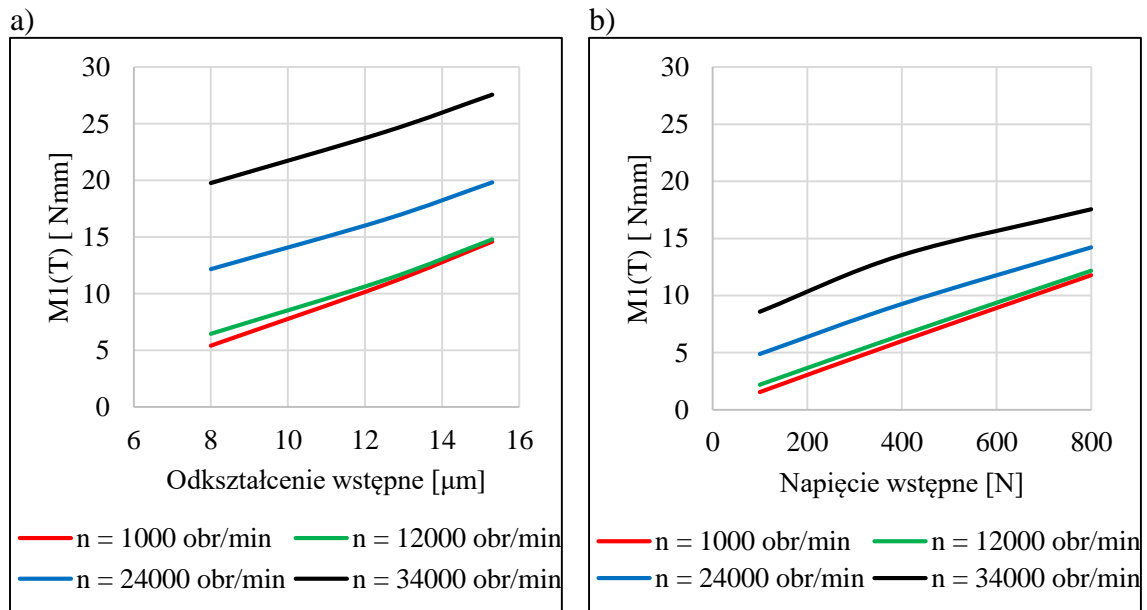 a)
30
25
20
15
10
5
0
M1(T) [ Nmm]
6 8 10 12 14 16
Odkształcenie wstępne [μm]
n = 1000 obr/min n = 12000 obr/min
n = 24000 obr/min n = 34000 obr/min
b)
30
25
20
15
10
5
0
M1(T) [ Nmm]
0 200 400 600 800
Napięcie wstępne [N]
n = 1000 obr/min n = 12000 obr/min
n = 24000 obr/min n = 34000 obr/min